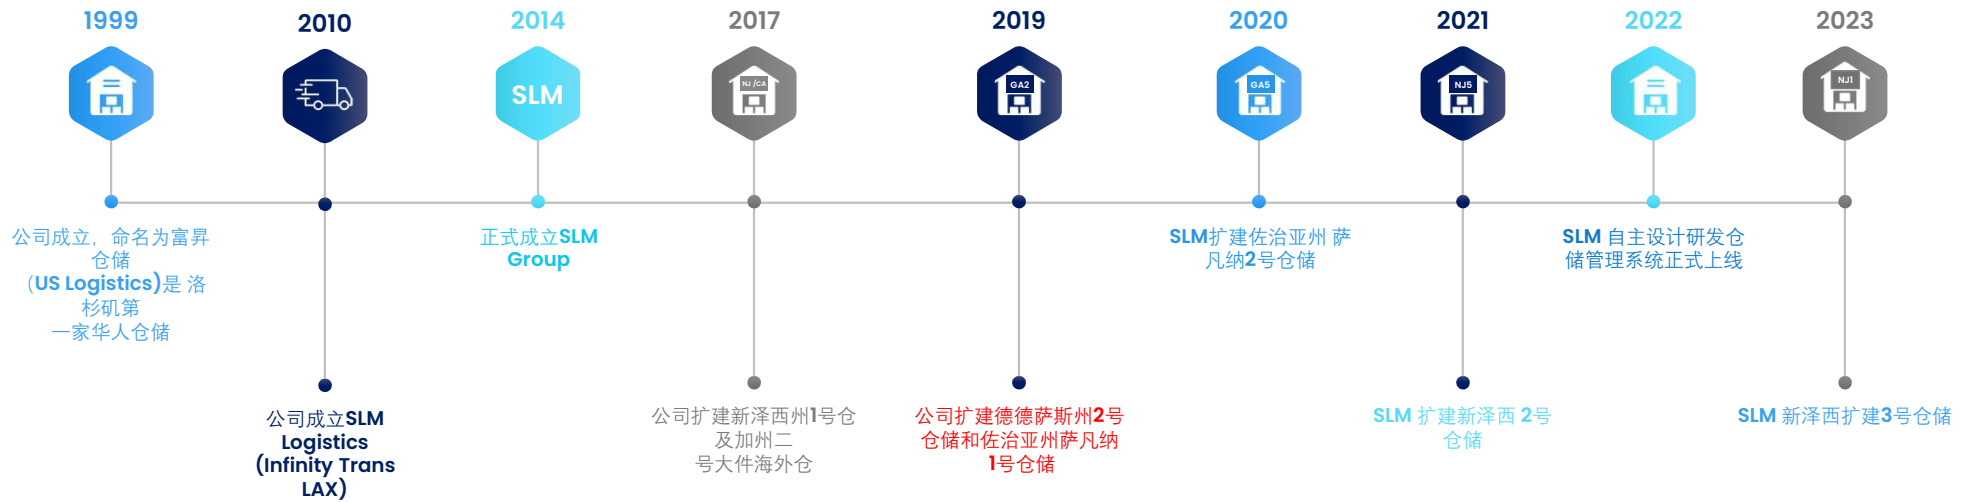 1999
2010
2014
2017
2019
2020
2021
2022
2023
SLM
NJ /CA
GA2
GA5
NJ5
NJ1
公司成立，命名为富昇
仓储
（US Logistics)是 洛
杉矶第
一家华人仓储
正式成立SLM
Group
SLM扩建佐治亚州 萨
凡纳2号仓储
SLM 自主设计研发仓
储管理系统正式上线
公司成立SLM
Logistics
(Infinity Trans
LAX)
公司扩建新泽西州1号仓
及加州二
号大件海外仓
公司扩建德德萨斯州2号
仓储和佐治亚州萨凡纳
1号仓储
SLM 扩建新泽西 2号
仓储
SLM 新泽西扩建3号仓储